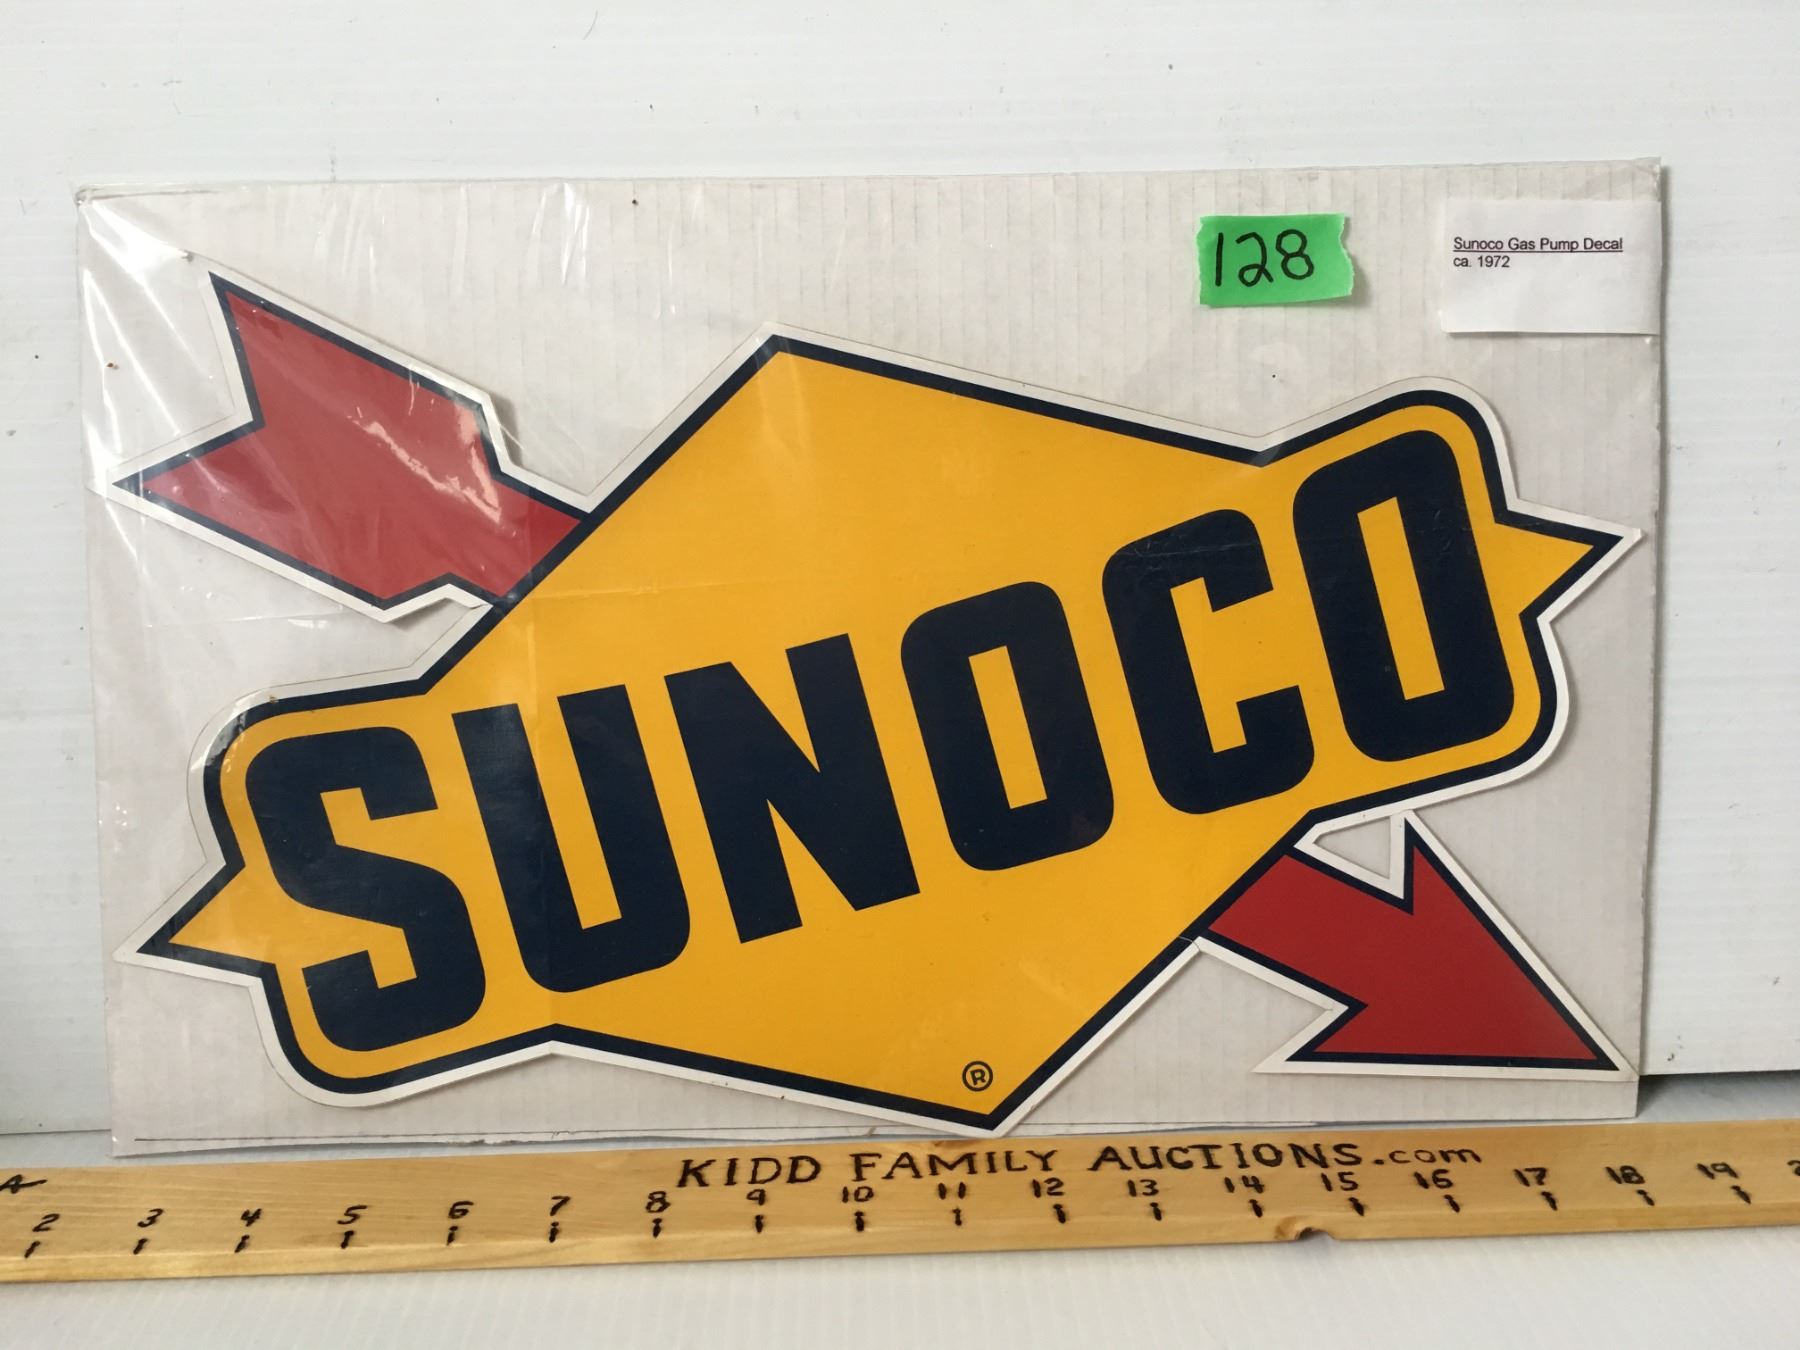 128
Sunoco Gas Pump Decal
ca. 1972
SUNOCO
®
KIDD FAMILY AUCTIONS.com
2 3 4 5 6 7 8 9 10 11 12 13 14 15 16 17 18 19